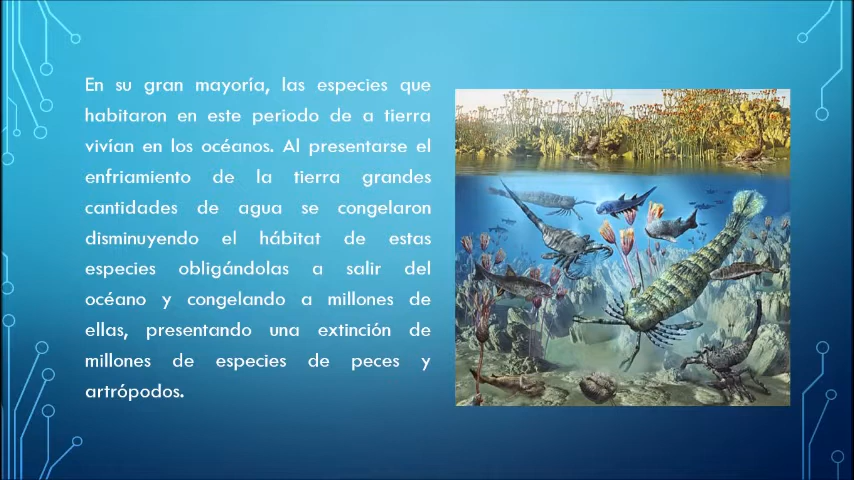 En su gran mayoría, las especies que
habitaron en este periodo de a tierra
vivían en los océanos. Al presentarse el
enfriamiento de la tierra grandes
cantidades de agua se congelaron
disminuyendo el hábitat de estas
especies obligándolas a salir del
océano y congelando a millones de
ellas, presentando una extinción de
millones de especies de peces y
artrópodos.